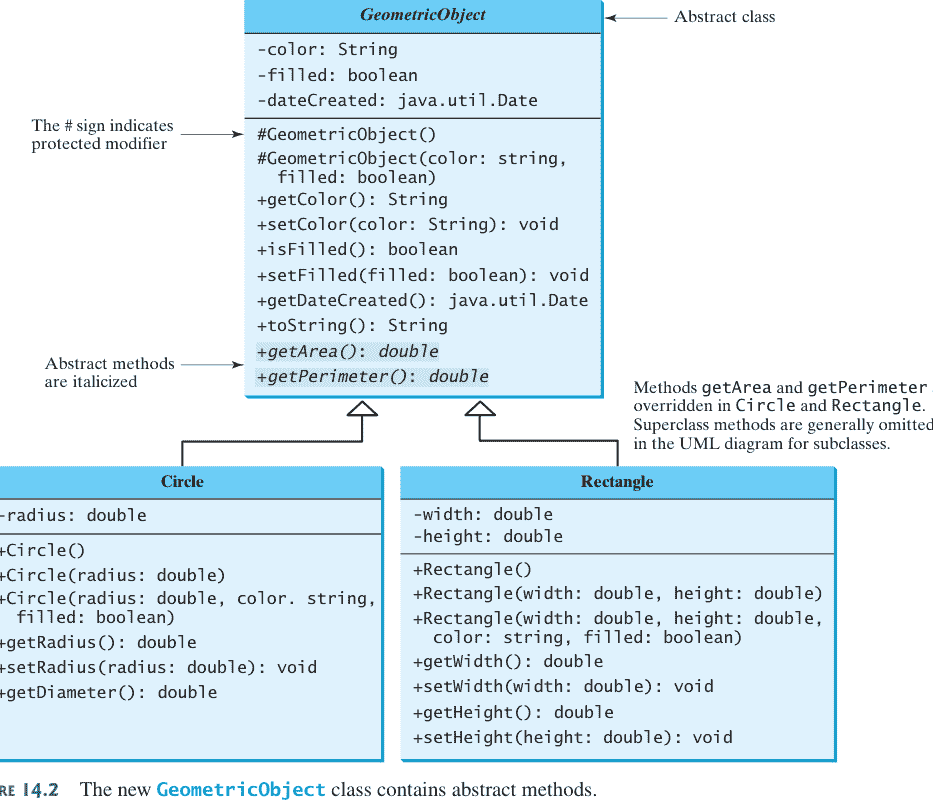 GeometricObject
Abstract class
-color: String
-filled: boolean
-dateCreated: java.util.Date
The # sign indicates
protected modifier
#GeometricObject()
#GeometricObject(color: string,
filled: boolean)
+getColor(): String
+setColor(color: String): void
+isFilled(): boolean
+setFilled(filled: boolean): void
+getDateCreated(): java.util.Date
+toString(): String
+getArea(): double
+getPerimeter(): double
Abstract methods
are italicized
Methods getArea and getPerimeter
overridden in Circle and Rectangle.
Superclass methods are generally omitted
in the UML diagram for subclasses.
Circle
-radius: double
+Circle()
+Circle(radius: double)
+Circle(radius: double, color. string,
filled: boolean)
+getRadius(): double
+setRadius(radius: double): void
+getDiameter(): double
Rectangle
-width: double
-height: double
+Rectangle()
+Rectangle(width: double, height: double)
+Rectangle(width: double, height: double,
color: string, filled: boolean)
+getWidth(): double
+setWidth(width: double): void
+getHeight(): double
+setHeight(height: double): void
RE 14.2 The new GeometricObject class contains abstract methods.